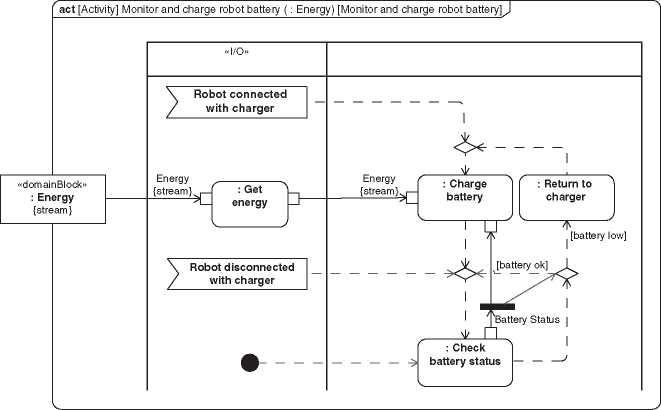 act [Activity] Monitor and charge robot battery ( : Energy) [Monitor and charge robot battery]
«I/O»
Robot connected
with charger
«domainBlock»
: Energy
{stream}
Energy
{stream}
: Get
energy
Energy
{stream}
: Charge
battery
: Return to
charger
[battery low]
Robot disconnected
with charger
[battery ok]
Battery Status
: Check
battery status